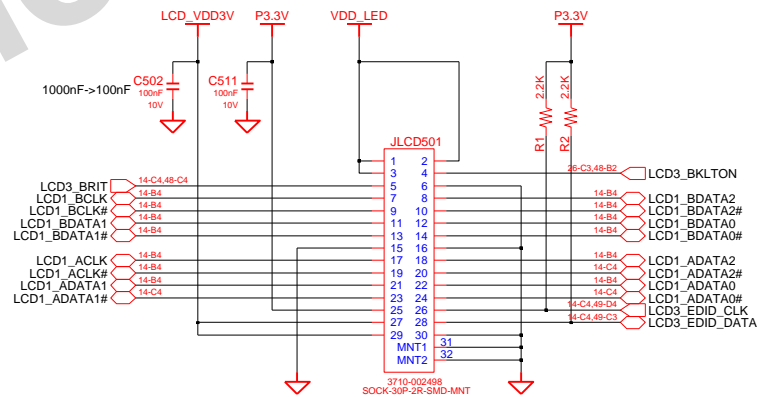 LCD_VDD3V P3.3V VDD_LED P3.3V
1000nF->100nF
C502
100nF
10V
C511
100nF
10V
2.2K
2.2K
R1
R2
JLCD501
1 2
3 4
5 6
7 8
9 10
11 12
13 14
15 16
17 18
19 20
21 22
23 24
25 26
27 28
29 30
MNT1 31
MNT2 32
3710-002498
SOCK-30P-2R-SMD-MNT
LCD3_BRIT 14-C4,48-C4
LCD1_BCLK 14-B4
LCD1_BCLK# 14-B4
LCD1_BDATA1 14-B4
LCD1_BDATA1# 14-B4
LCD1_ACLK 14-B4
LCD1_ACLK# 14-B4
LCD1_ADATA1 14-B4
LCD1_ADATA1# 14-C4
26-C3,48-B2 LCD3_BKLTON
14-B4 LCD1_BDATA2
14-B4 LCD1_BDATA2#
14-B4 LCD1_BDATA0
14-B4 LCD1_BDATA0#
14-B4 LCD1_ADATA2
14-C4 LCD1_ADATA2#
14-C4 LCD1_ADATA0
14-C4 LCD1_ADATA0#
14-C4,49-D4 LCD3_EDID_CLK
14-C4,49-C3 LCD3_EDID_DATA